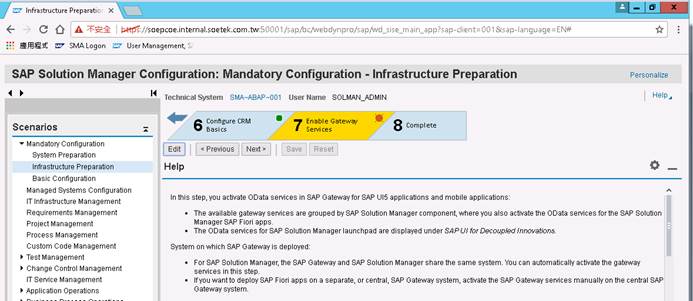 Infrastructure Preparation
不安全 https://saepcoe.internal.saetek.com.tw:50001/sap/bc/webdynpro/sap/wd_sise_main_app?sap-client=001&sap-language=EN#
應用程式 SMA Logon User Management, S
SAP Solution Manager Configuration: Mandatory Configuration - Infrastructure Preparation
Personalize
Technical System SMA~ABAP~001 User Name SOLMAN_ADMIN
Help
6 Configure CRM Basics
7 Enable Gateway Services
8 Complete
Edit < Previous Next > Save Reset
Help
Scenarios
Mandatory Configuration
System Preparation
Infrastructure Preparation
Basic Configuration
Managed Systems Configuration
IT Infrastructure Management
Requirements Management
Project Management
Process Management
Custom Code Management
Test Management
Change Control Management
IT Service Management
Application Operations
Business Process Operations
In this step, you activate OData services in SAP Gateway for SAP UI5 applications and mobile applications:
The available gateway services are grouped by SAP Solution Manager component, where you also activate the OData services for the SAP Solution
Manager SAP Fiori apps.
The OData services for SAP Solution Manager launchpad are displayed under SAP UI for Decoupled Innovations.
System on which SAP Gateway is deployed:
For SAP Solution Manager, the SAP Gateway and SAP Solution Manager share the same system. You can automatically activate the gateway
services in this step.
If you want to deploy SAP Fiori apps on a separate, or central, SAP Gateway system, activate the SAP Gateway services manually on the central SAP
Gateway system.